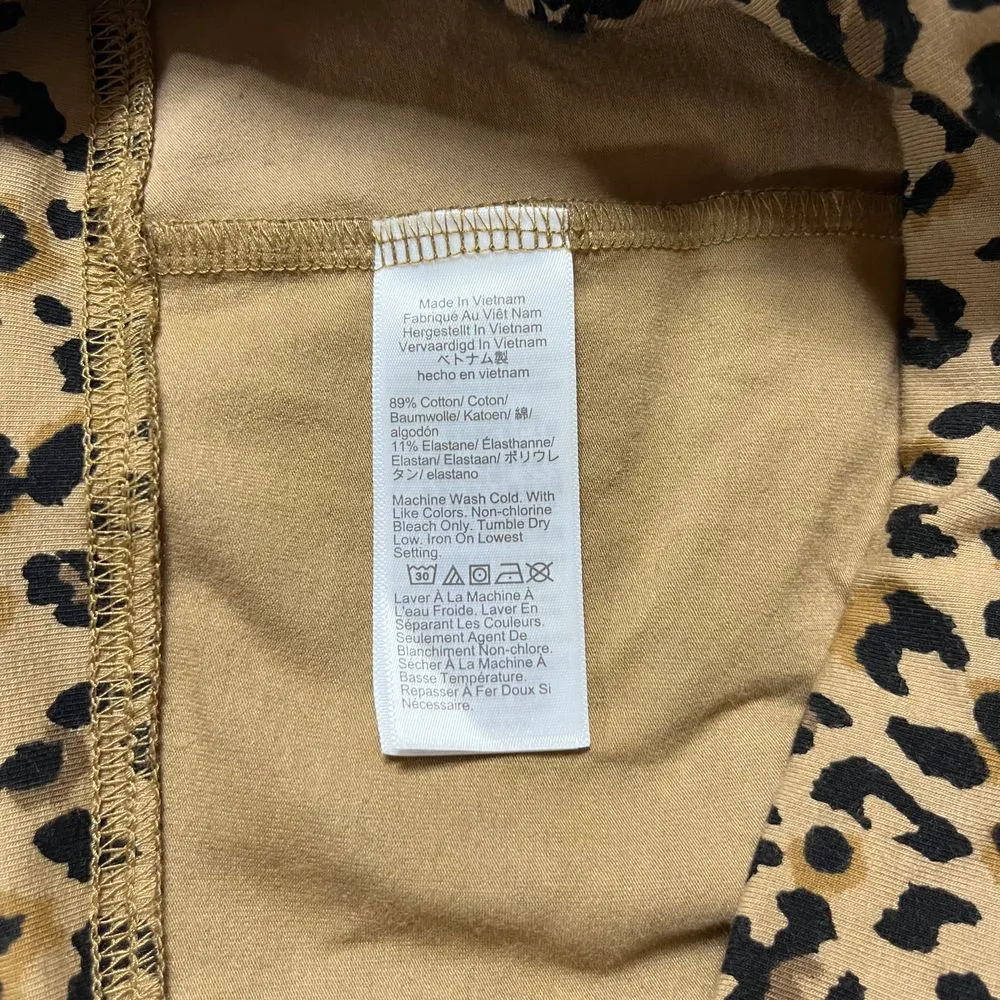 Made In Vietnam
Fabriqué Au Viêt Nam
Hergestellt In Vietnam
Vervaardigd In Vietnam
ベトナム製
hecho en vietnam
89% Cotton/ Coton/
Baumwolle/ Katoen/ 綿/
algodón
11% Elastane/ Élasthanne/
Elastan/ Elastaan/ ポリウレ
タン/ elastano
Machine Wash Cold. With
Like Colors. Non-chlorine
Bleach Only. Tumble Dry
Low. Iron On Lowest
Setting.
30
Laver À La Machine À
L'eau Froide. Laver En
Séparant Les Couleurs.
Seulement Agent De
Blanchiment Non-chlore.
Sécher À La Machine À
Basse Température.
Repasser À Fer Doux Si
Nécessaire.